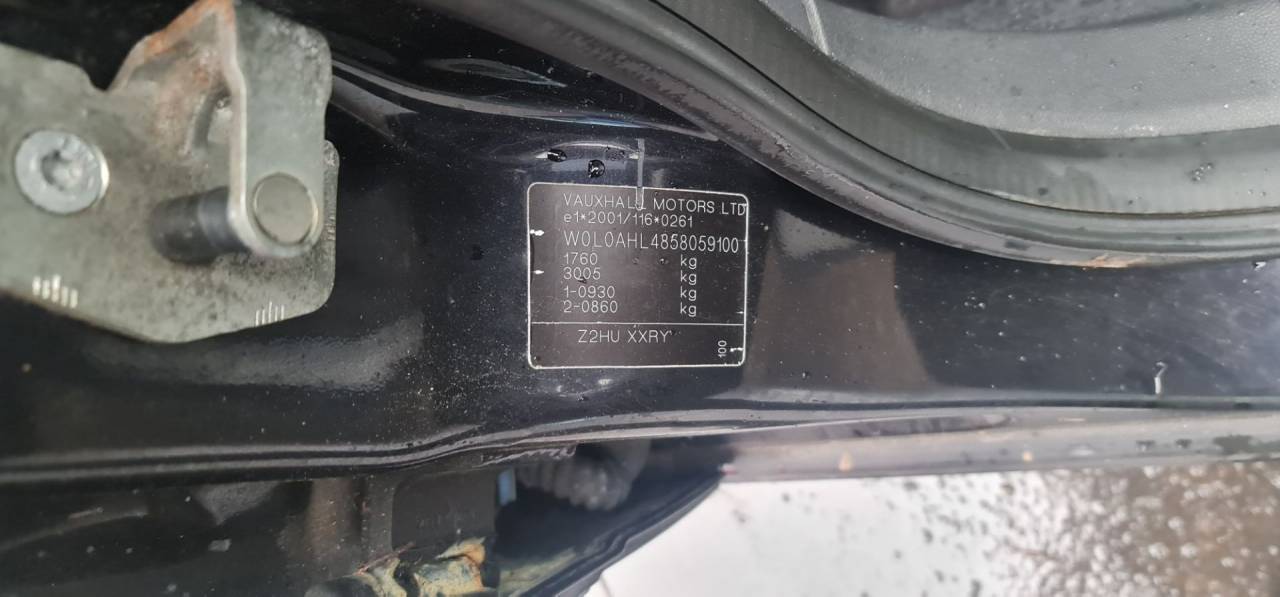 VAUXHALL MOTORS LTD
e1*2001/116*0261
W0L0AHL4858059100
1760 kg
3005 kg
1-0930 kg
2-0860 kg
Z2HU XXRY
100